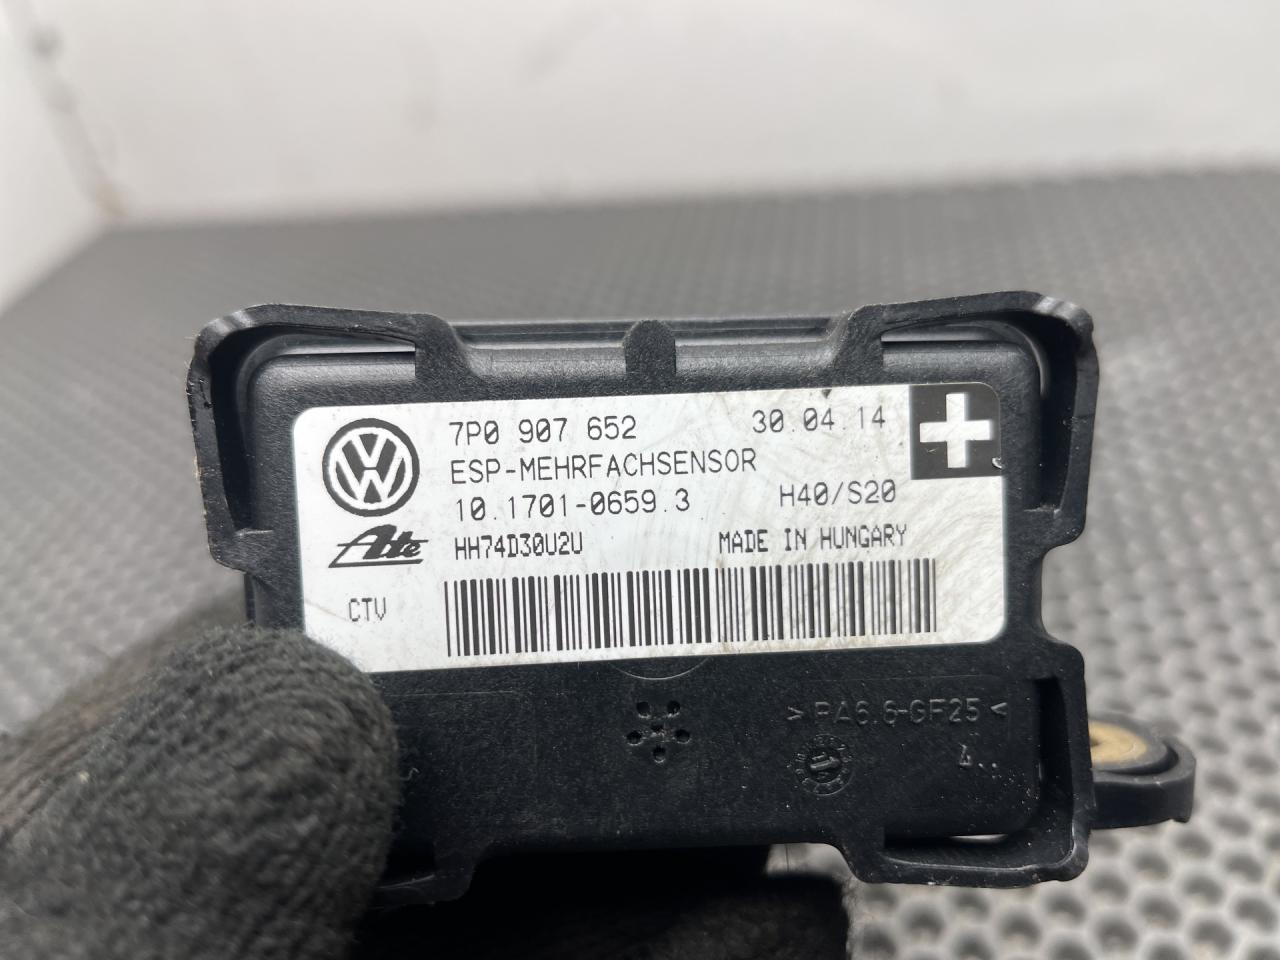 7P0 907 652 30.04.14
ESP-MEHRFACHSENSOR
10.1701-0659.3 H40/S20
Ate HH74D30U2U MADE IN HUNGARY
CTV
>PA6.6-GF25<
4..